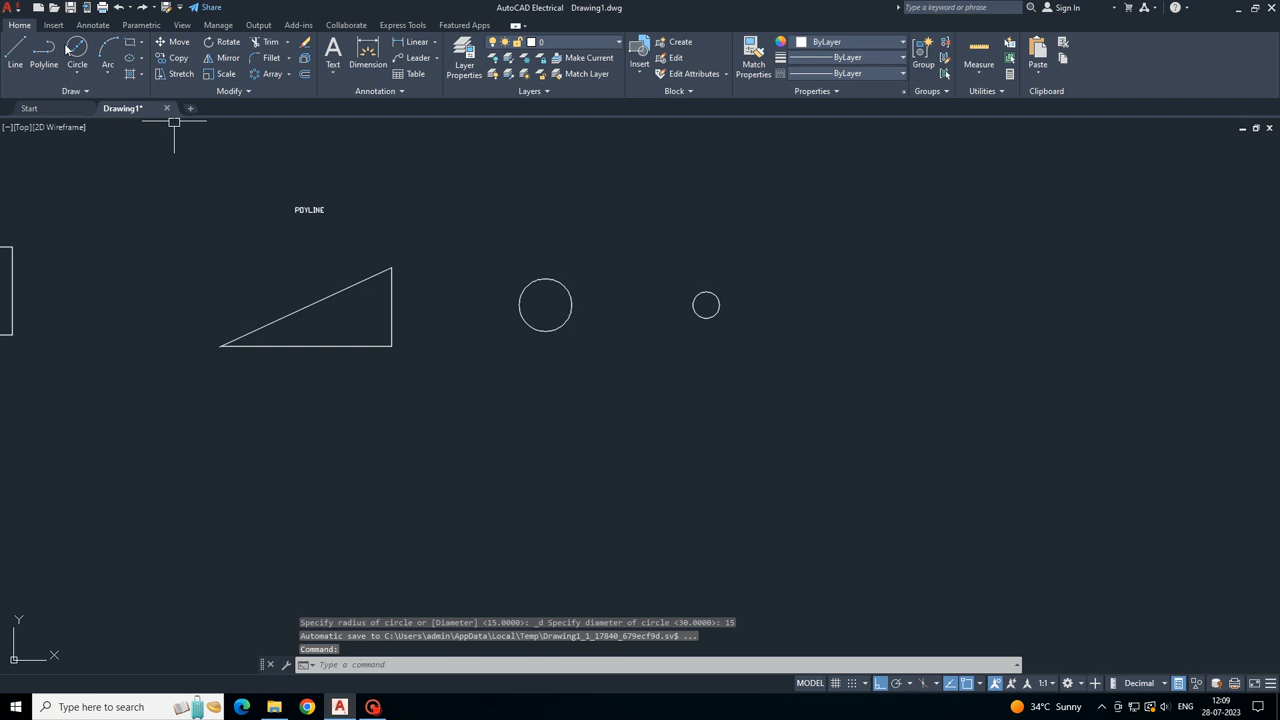 Share
AutoCAD Electrical Drawing1.dwg
Type a keyword or phrase
Sign In
Home Insert Annotate Parametric View Manage Output Add-ins Collaborate Express Tools Featured Apps
Line Polyline Circle Arc
Move Rotate Trim
Copy Mirror Fillet
Stretch Scale Array
Text Dimension
Linear
Leader
Table
Layer Properties
0
Make Current
Match Layer
Insert
Create
Edit
Edit Attributes
Match Properties
ByLayer
ByLayer
ByLayer
Group
Measure
Paste
Draw Modify Annotation Layers Block Properties Groups Utilities Clipboard
Start Drawing1*
[−][Top][2D Wireframe]
POYLINE
Y
X
Specify radius of circle or [Diameter] <15.0000>: _d Specify diameter of circle <30.0000>: 15
Automatic save to C:\Users\admin\AppData\Local\Temp\Drawing1_1_17840_679ecf9d.sv$ ...
Command:
Type a command
MODEL 1:1 Decimal
Type here to search
34°C Sunny
ENG
12:09
28-07-2023